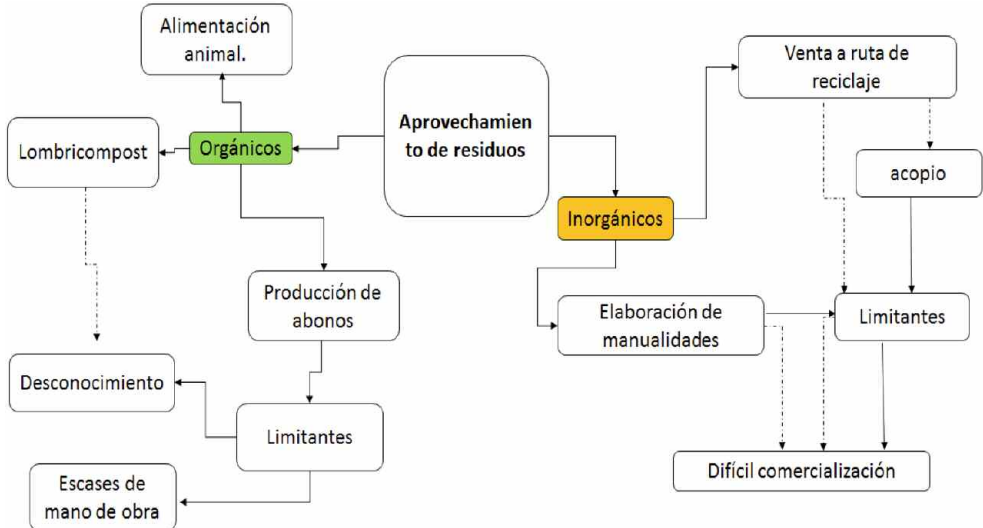 Alimentación
animal.
Aprovechamien
to de residuos
Venta a ruta de
reciclaje
Lombricompost
Orgánicos
acopio
Inorgánicos
Producción de
abonos
Elaboración de
manualidades
Limitantes
Desconocimiento
Limitantes
Difícil comercialización
Escases de
mano de obra